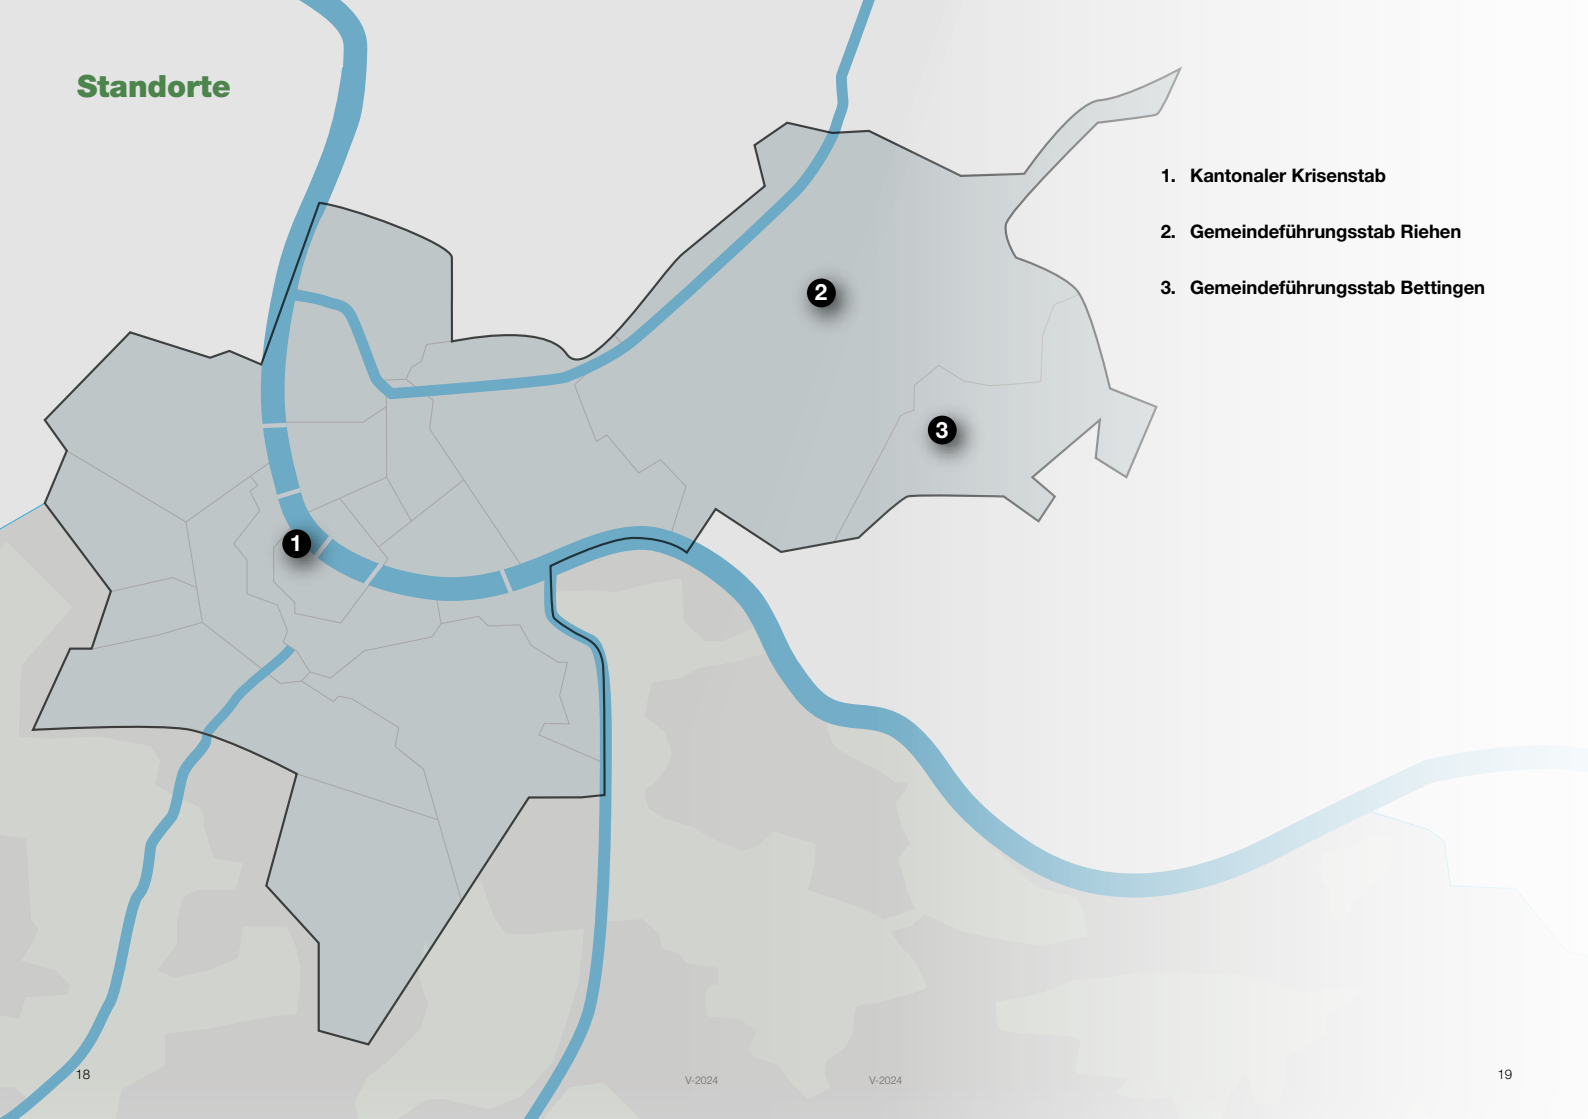 Standorte
1. Kantonaler Krisenstab
2. Gemeindeführungsstab Riehen
3. Gemeindeführungsstab Bettingen
2
3
1
18
V-2024
V-2024
19